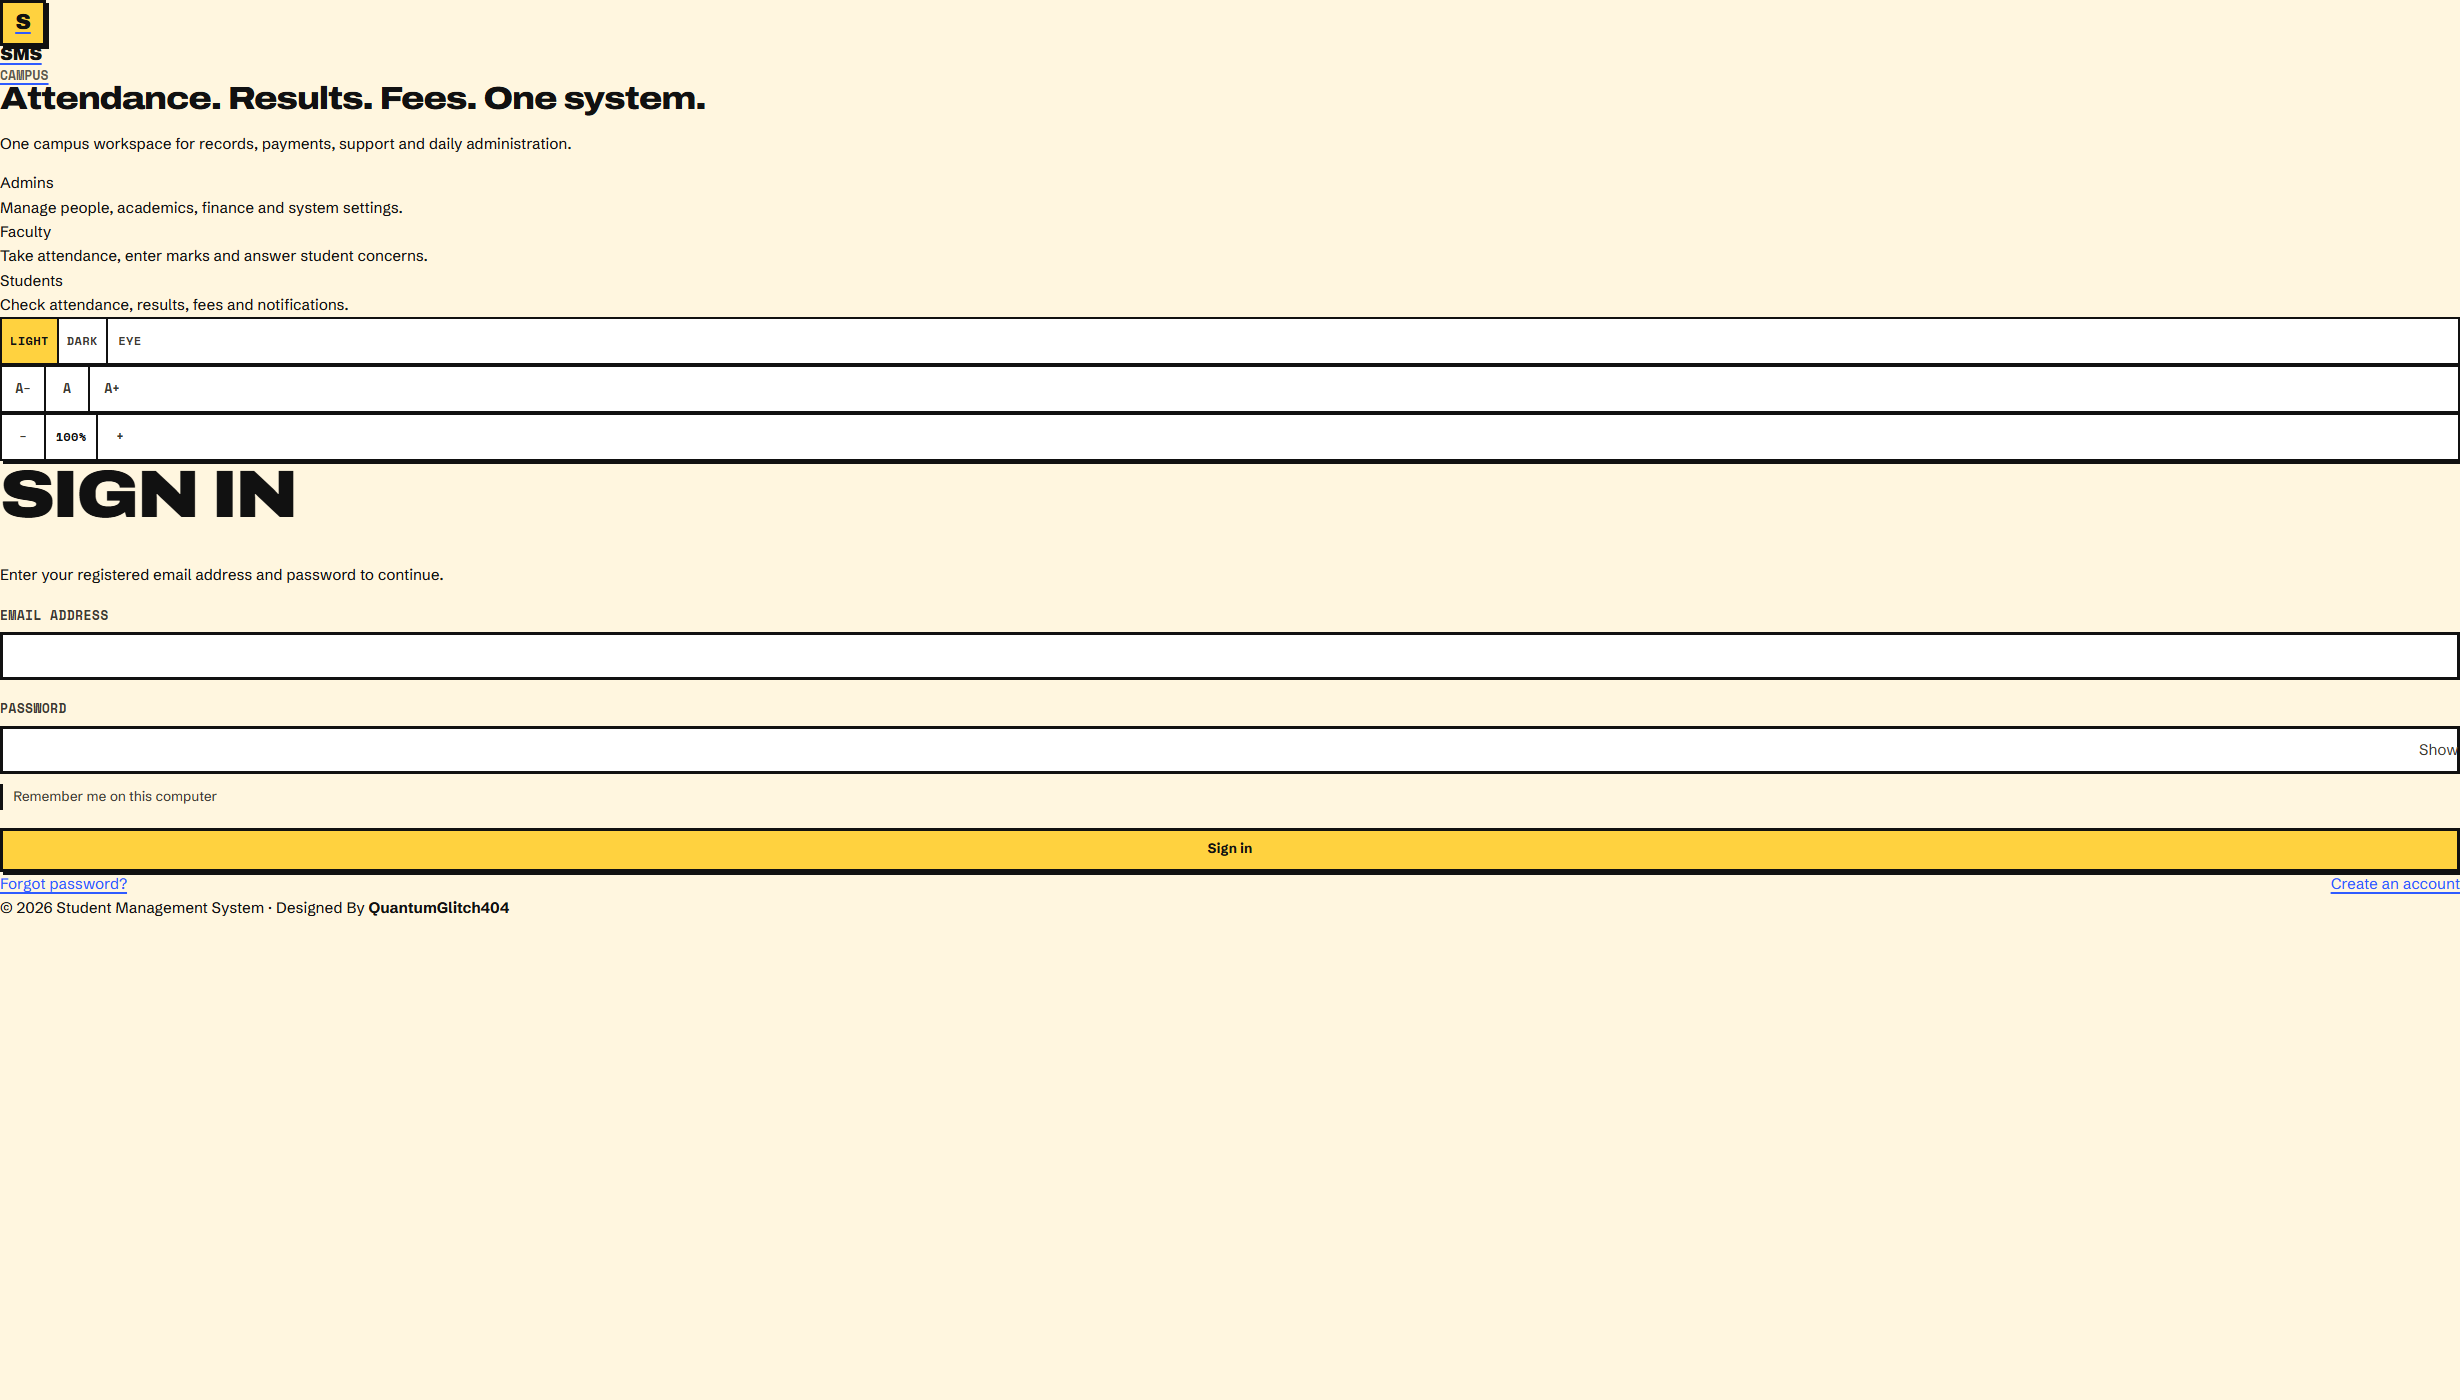 S
SMS
CAMPUS
Attendance. Results. Fees. One system.
One campus workspace for records, payments, support and daily administration.
Admins
Manage people, academics, finance and system settings.
Faculty
Take attendance, enter marks and answer student concerns.
Students
Check attendance, results, fees and notifications.
LIGHT DARK EYE
A− A A+
− 100% +
SIGN IN
Enter your registered email address and password to continue.
EMAIL ADDRESS
PASSWORD
Show
Remember me on this computer
Sign in
Forgot password? Create an account
© 2026 Student Management System · Designed By QuantumGlitch404